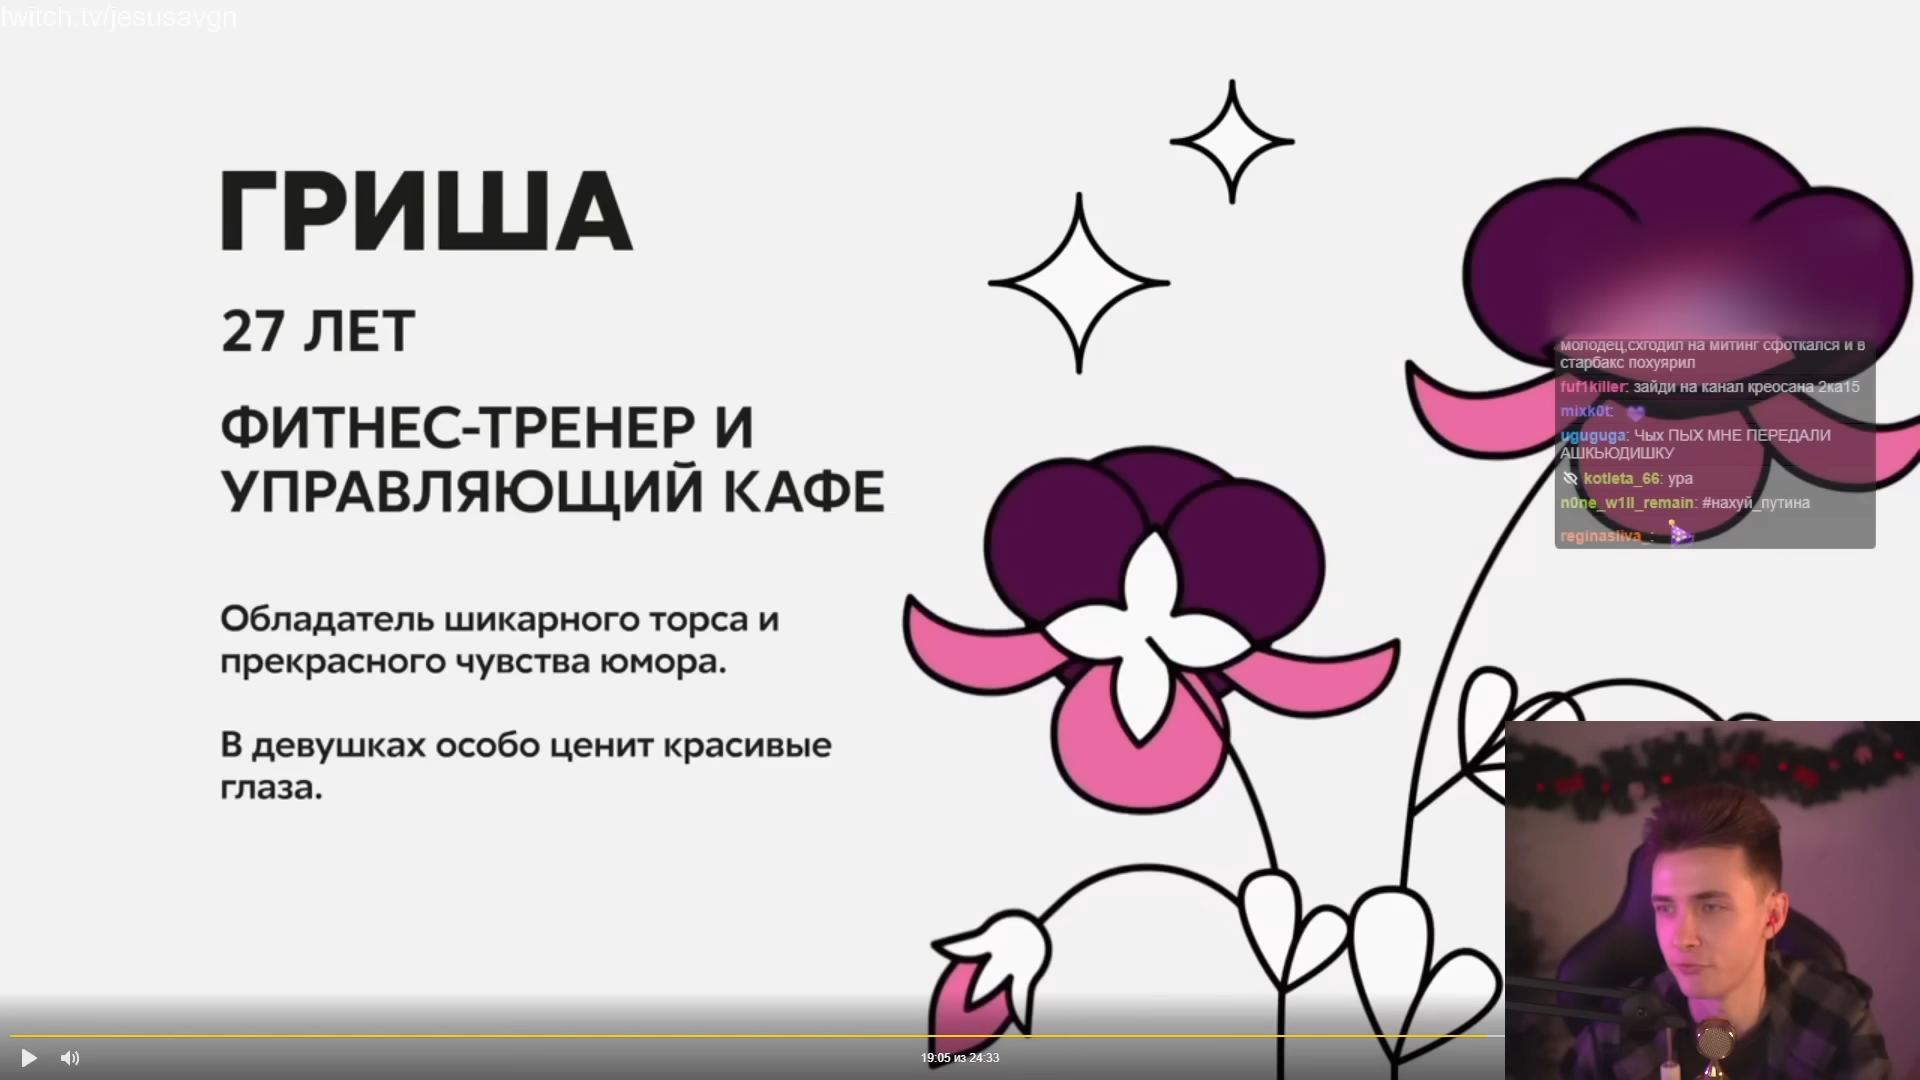 twitch.tv/jesusavgn
ГРИША
27 ЛЕТ
ФИТНЕС-ТРЕНЕР И
УПРАВЛЯЮЩИЙ КАФЕ
Обладатель шикарного торса и
прекрасного чувства юмора.
В девушках особо ценит красивые
глаза.
молодец,схгодил на митинг сфоткался и в
старбакс похуярил
fuf1killer: зайди на канал креосана 2ка15
mixk0t:
uguguga: Чых ПЫХ МНЕ ПЕРЕДАЛИ
АШКЬЮДИШКУ
kotleta_66: ура
n0ne_w1ll_remain: #нахуй_путина
reginasliva_:
19:05 из 24:33